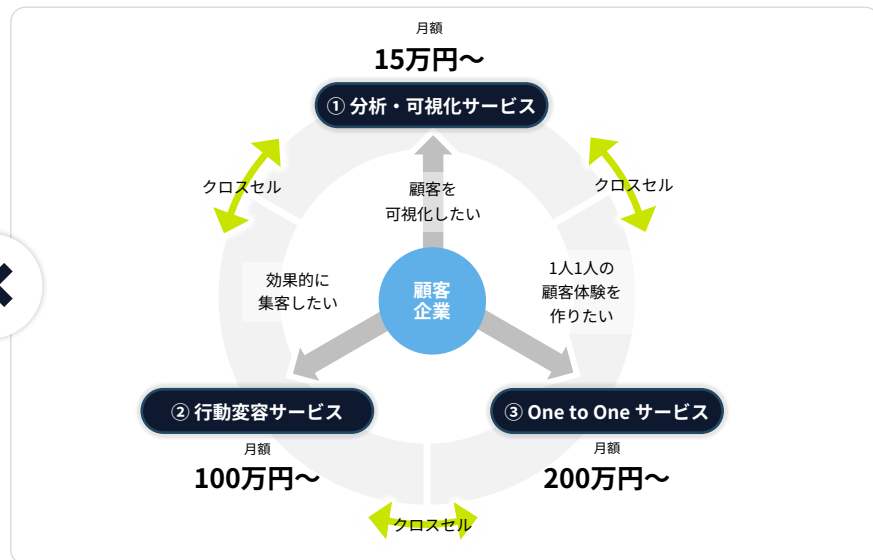 月額
15万円〜
① 分析・可視化サービス
クロスセル
クロスセル
顧客を
可視化したい
効果的に
集客したい
顧客
企業
1人1人の
顧客体験を
作りたい
② 行動変容サービス
月額
100万円〜
③ One to One サービス
月額
200万円〜
クロスセル